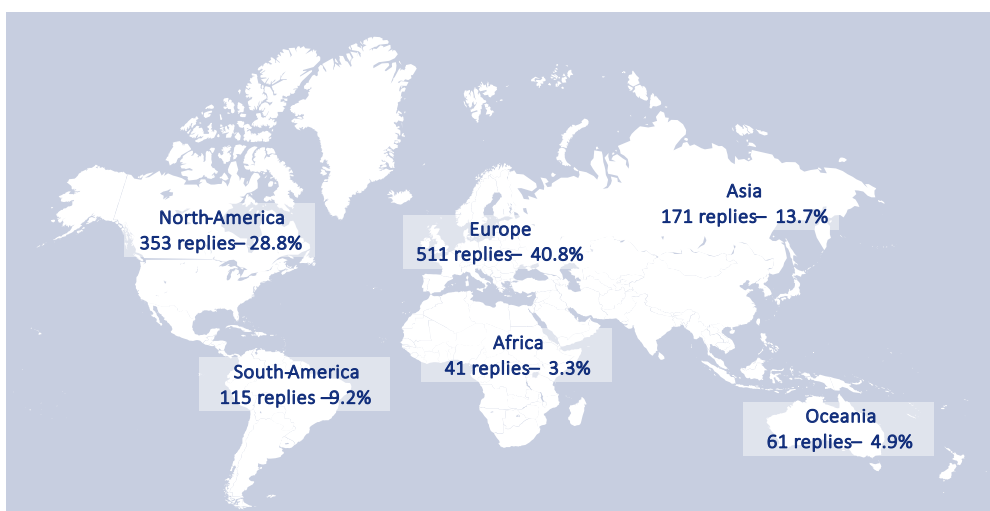 Asia
171 replies– 13.7%
North-America
353 replies– 28.8%
Europe
511 replies– 40.8%
Africa
41 replies– 3.3%
South-America
115 replies –9.2%
Oceania
61 replies– 4.9%